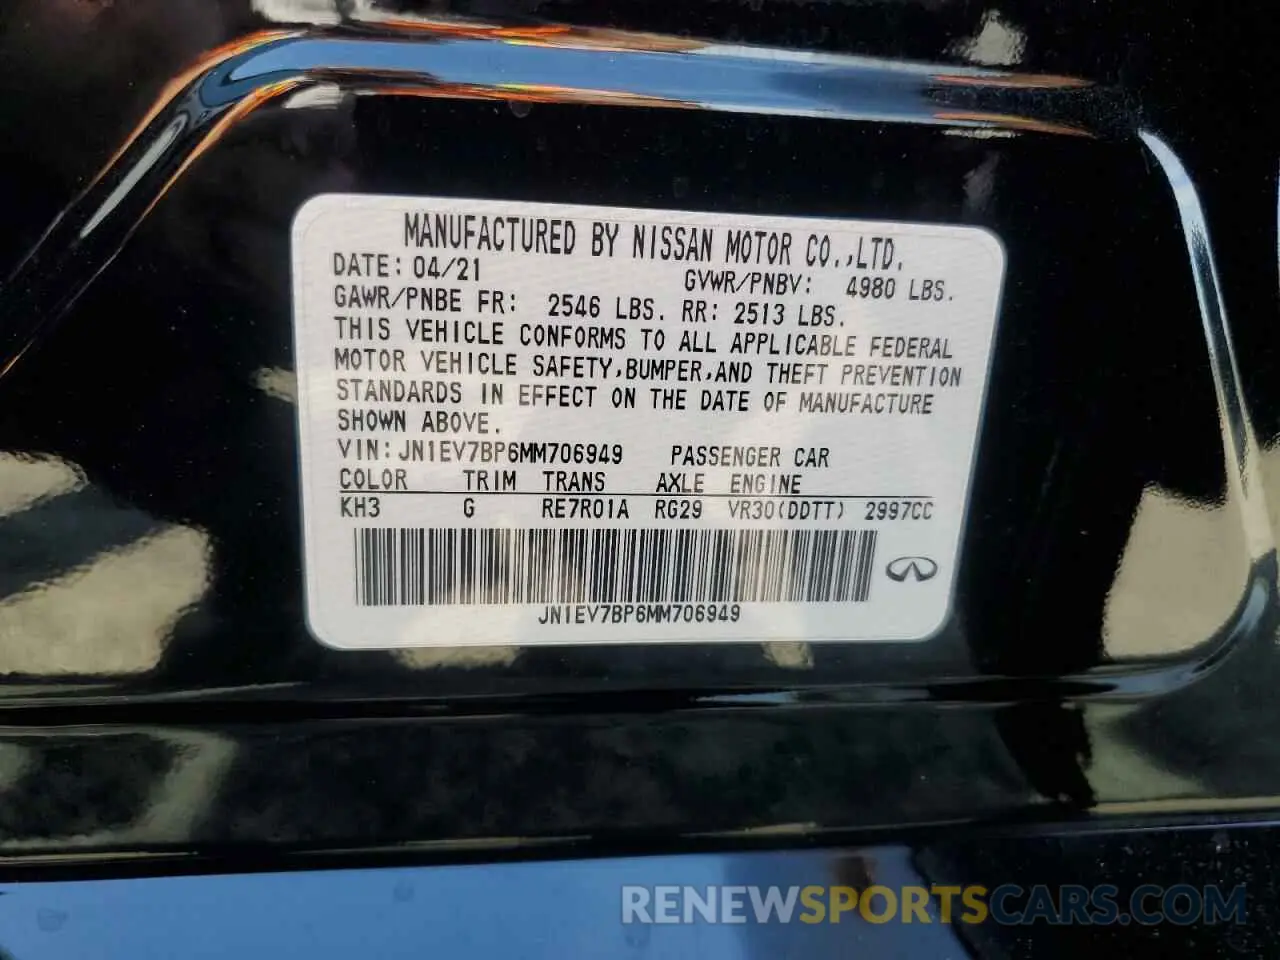 MANUFACTURED BY NISSAN MOTOR CO.,LTD.
DATE: 04/21 GVWR/PNBV: 4980 LBS.
GAWR/PNBE FR: 2546 LBS. RR: 2513 LBS.
THIS VEHICLE CONFORMS TO ALL APPLICABLE FEDERAL
MOTOR VEHICLE SAFETY,BUMPER,AND THEFT PREVENTION
STANDARDS IN EFFECT ON THE DATE OF MANUFACTURE
SHOWN ABOVE.
VIN: JN1EV7BP6MM706949 PASSENGER CAR
COLOR TRIM TRANS AXLE ENGINE
KH3 G RE7R01A RG29 VR30(DDTT) 2997CC
JN1EV7BP6MM706949
RENEWSPORTSCARS.COM